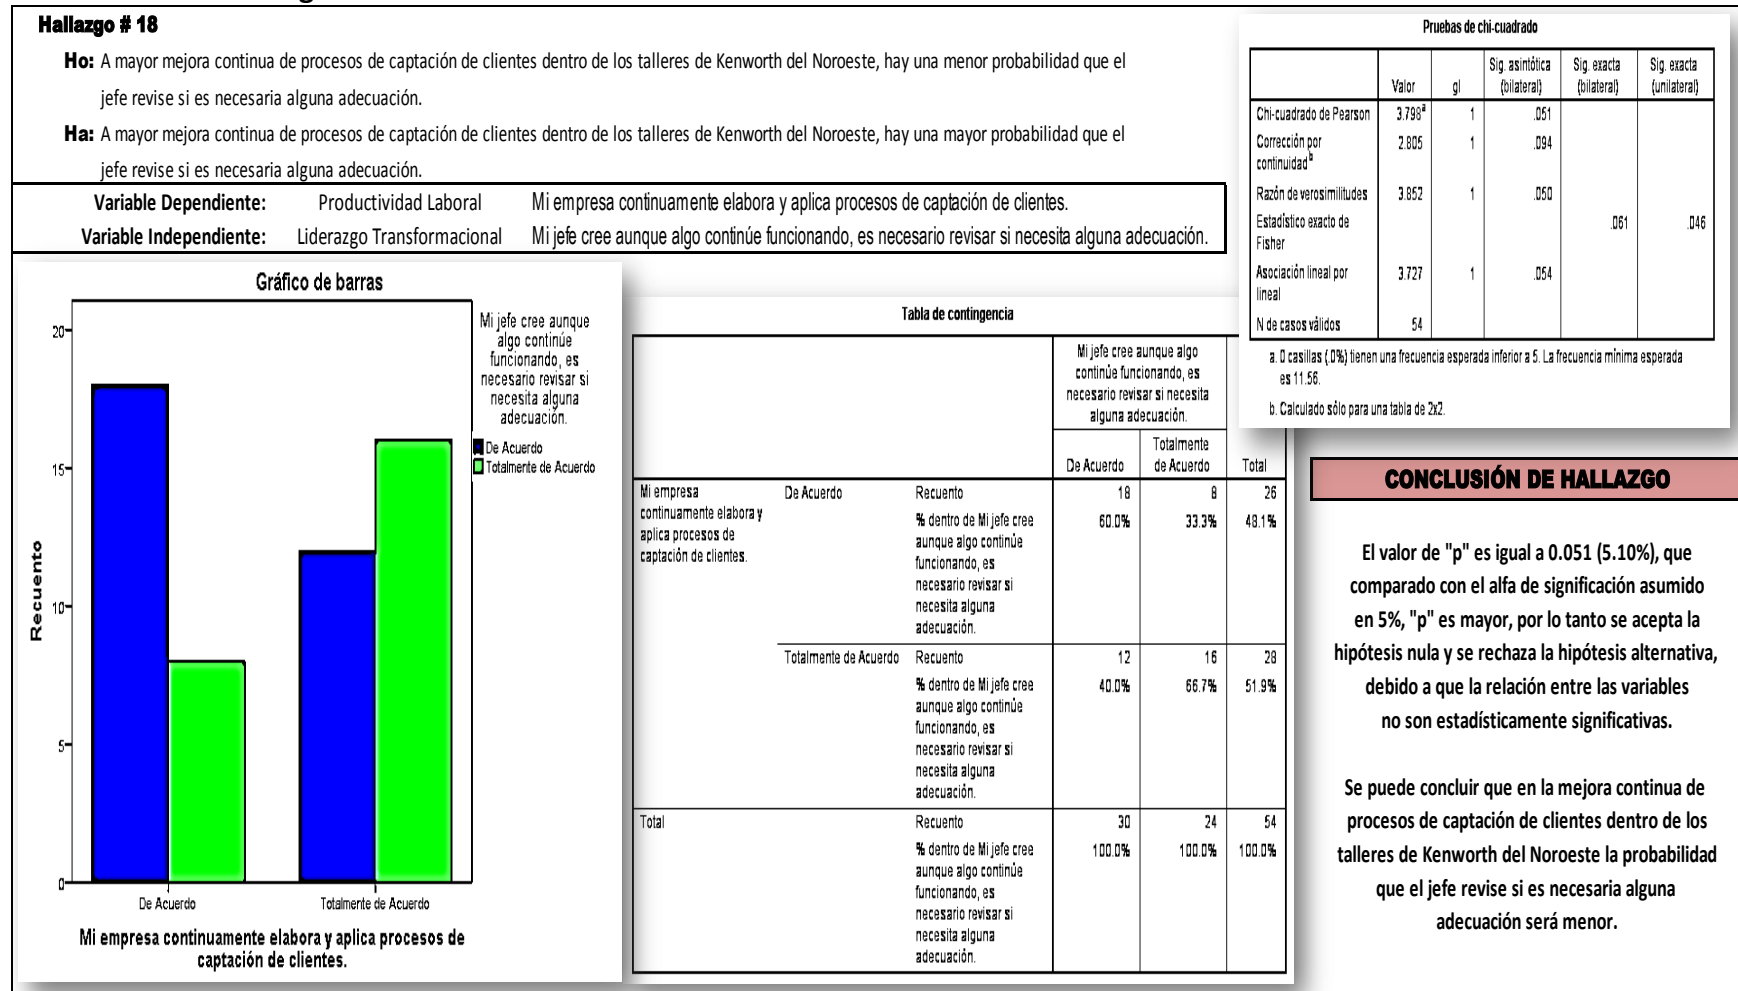 Hallazgo # 18
Ho: A mayor mejora continua de procesos de captación de clientes dentro de los talleres de Kenworth del Noroeste, hay una menor probabilidad que el
jefe revise si es necesaria alguna adecuación.
Ha: A mayor mejora continua de procesos de captación de clientes dentro de los talleres de Kenworth del Noroeste, hay una mayor probabilidad que el
jefe revise si es necesaria alguna adecuación.
Variable Dependiente: Productividad Laboral Mi empresa continuamente elabora y aplica procesos de captación de clientes.
Variable Independiente: Liderazgo Transformacional Mi jefe cree aunque algo continúe funcionando, es necesario revisar si necesita alguna adecuación.
Pruebas de chi-cuadrado
Valor gl Sig. asintótica (bilateral) Sig. exacta (bilateral) Sig. exacta (unilateral)
Chi-cuadrado de Pearson 3.798a 1 .051
Corrección por
continuidadb 2.805 1 .094
Razón de verosimilitudes 3.852 1 .050
Estadístico exacto de
Fisher .061 .046
Asociación lineal por
lineal 3.727 1 .054
N de casos válidos 54
a. 0 casillas (.0%) tienen una frecuencia esperada inferior a 5. La frecuencia mínima esperada
es 11.56.
b. Calculado sólo para una tabla de 2x2.
Gráfico de barras
20
15
10
5
0
Recuento
De Acuerdo Totalmente de Acuerdo
Mi empresa continuamente elabora y aplica procesos de
captación de clientes.
Mi jefe cree aunque
algo continúe
funcionando, es
necesario revisar si
necesita alguna
adecuación.
De Acuerdo
Totalmente de Acuerdo
Tabla de contingencia
Mi jefe cree aunque algo
continúe funcionando, es
necesario revisar si necesita
alguna adecuación.
De Acuerdo Totalmente de Acuerdo Total
Mi empresa
continuamente elabora y
aplica procesos de
captación de clientes.
De Acuerdo Recuento 18 8 26
% dentro de Mi jefe cree 60.0% 33.3% 48.1%
aunque algo continúe
funcionando, es
necesario revisar si
necesita alguna
adecuación.
Totalmente de Acuerdo Recuento 12 16 28
% dentro de Mi jefe cree 40.0% 66.7% 51.9%
aunque algo continúe
funcionando, es
necesario revisar si
necesita alguna
adecuación.
Total Recuento 30 24 54
% dentro de Mi jefe cree 100.0% 100.0% 100.0%
aunque algo continúe
funcionando, es
necesario revisar si
necesita alguna
adecuación.
CONCLUSIÓN DE HALLAZGO
El valor de "p" es igual a 0.051 (5.10%), que
comparado con el alfa de significación asumido
en 5%, "p" es mayor, por lo tanto se acepta la
hipótesis nula y se rechaza la hipótesis alternativa,
debido a que la relación entre las variables
no son estadísticamente significativas.
Se puede concluir que en la mejora continua de
procesos de captación de clientes dentro de los
talleres de Kenworth del Noroeste la probabilidad
que el jefe revise si es necesaria alguna
adecuación será menor.